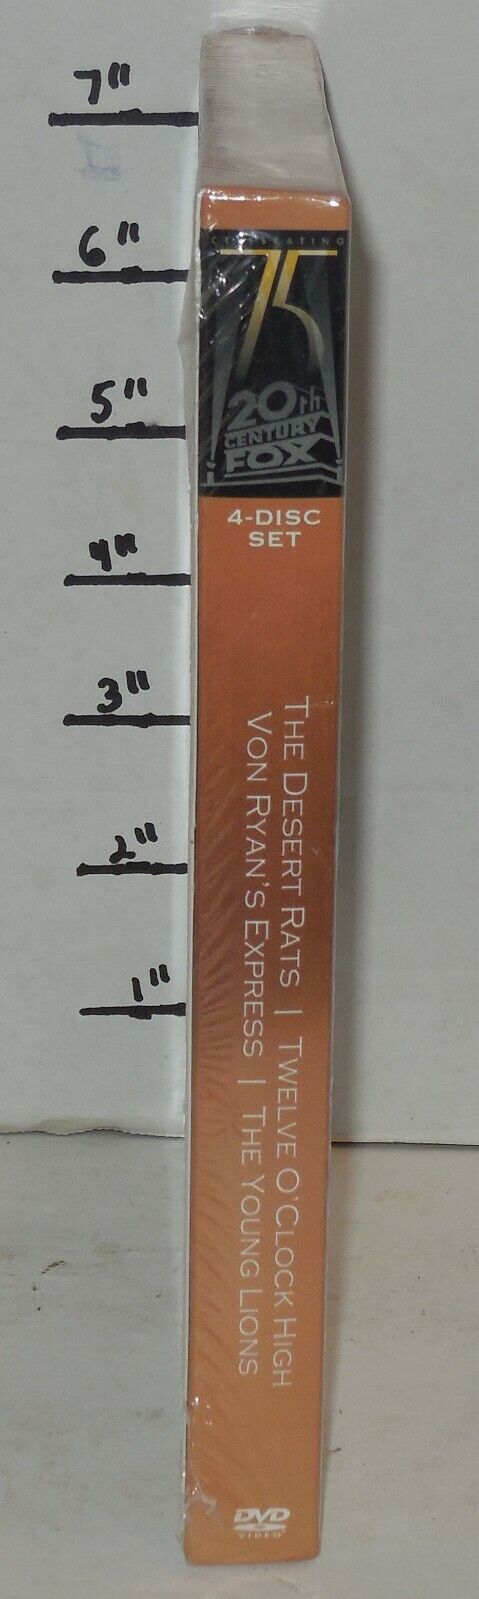 7"
6"
5"
4"
3"
2"
1"
CELEBRATING
75
20th
CENTURY
FOX
4-DISC
SET
THE DESERT RATS | TWELVE O'CLOCK HIGH
VON RYAN'S EXPRESS | THE YOUNG LIONS
DVD
VIDEO